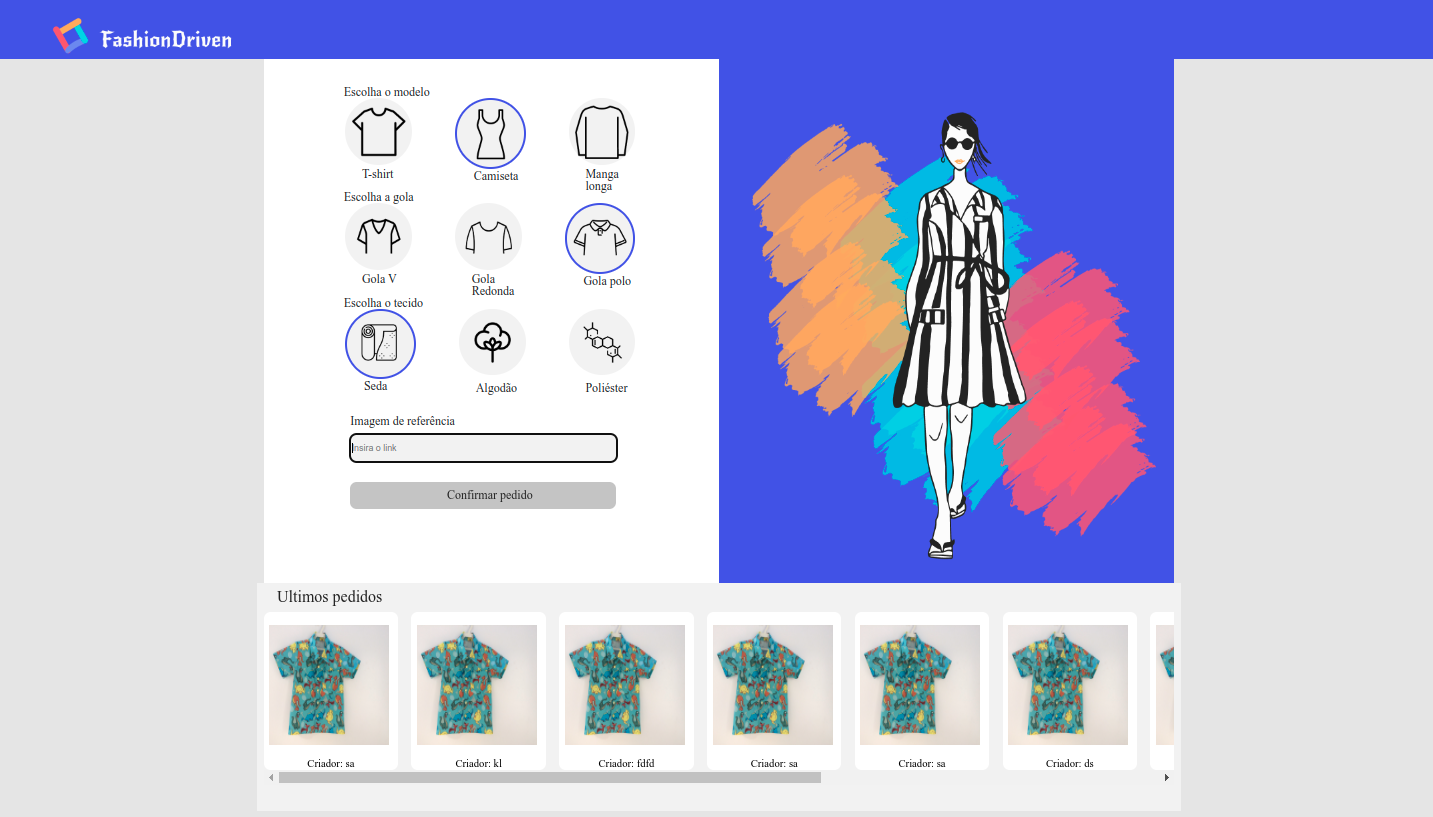 FashionDriven
Escolha o modelo
T-shirt
Camiseta
Manga
longa
Escolha a gola
Gola V
Gola
Redonda
Gola polo
Escolha o tecido
Seda
Algodão
Poliéster
Imagem de referência
Insira o link
Confirmar pedido
Ultimos pedidos
Criador: sa
Criador: kl
Criador: fdfd
Criador: sa
Criador: sa
Criador: ds